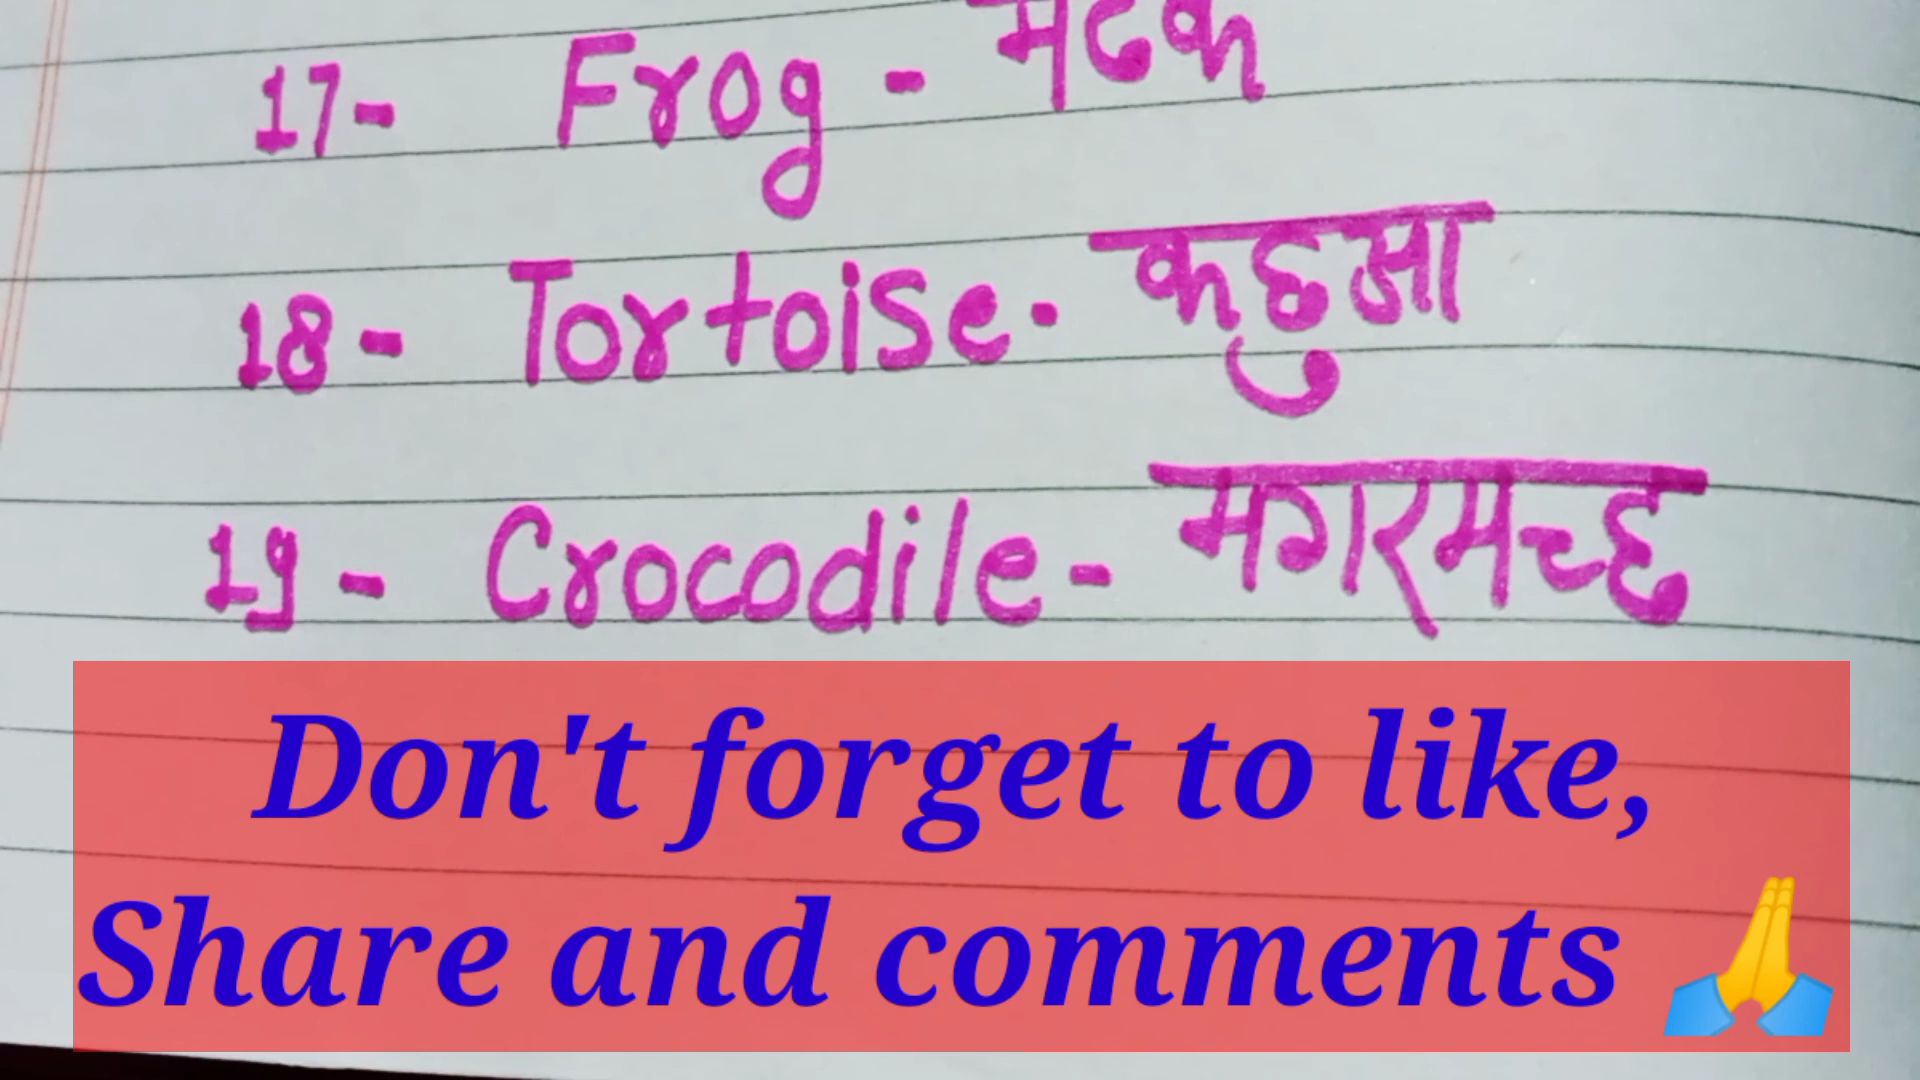 17- Frog - मेढक
18- Tortoise- कछुआ
19- Crocodile- मगरमच्छ
Don't forget to like,
Share and comments 🙏